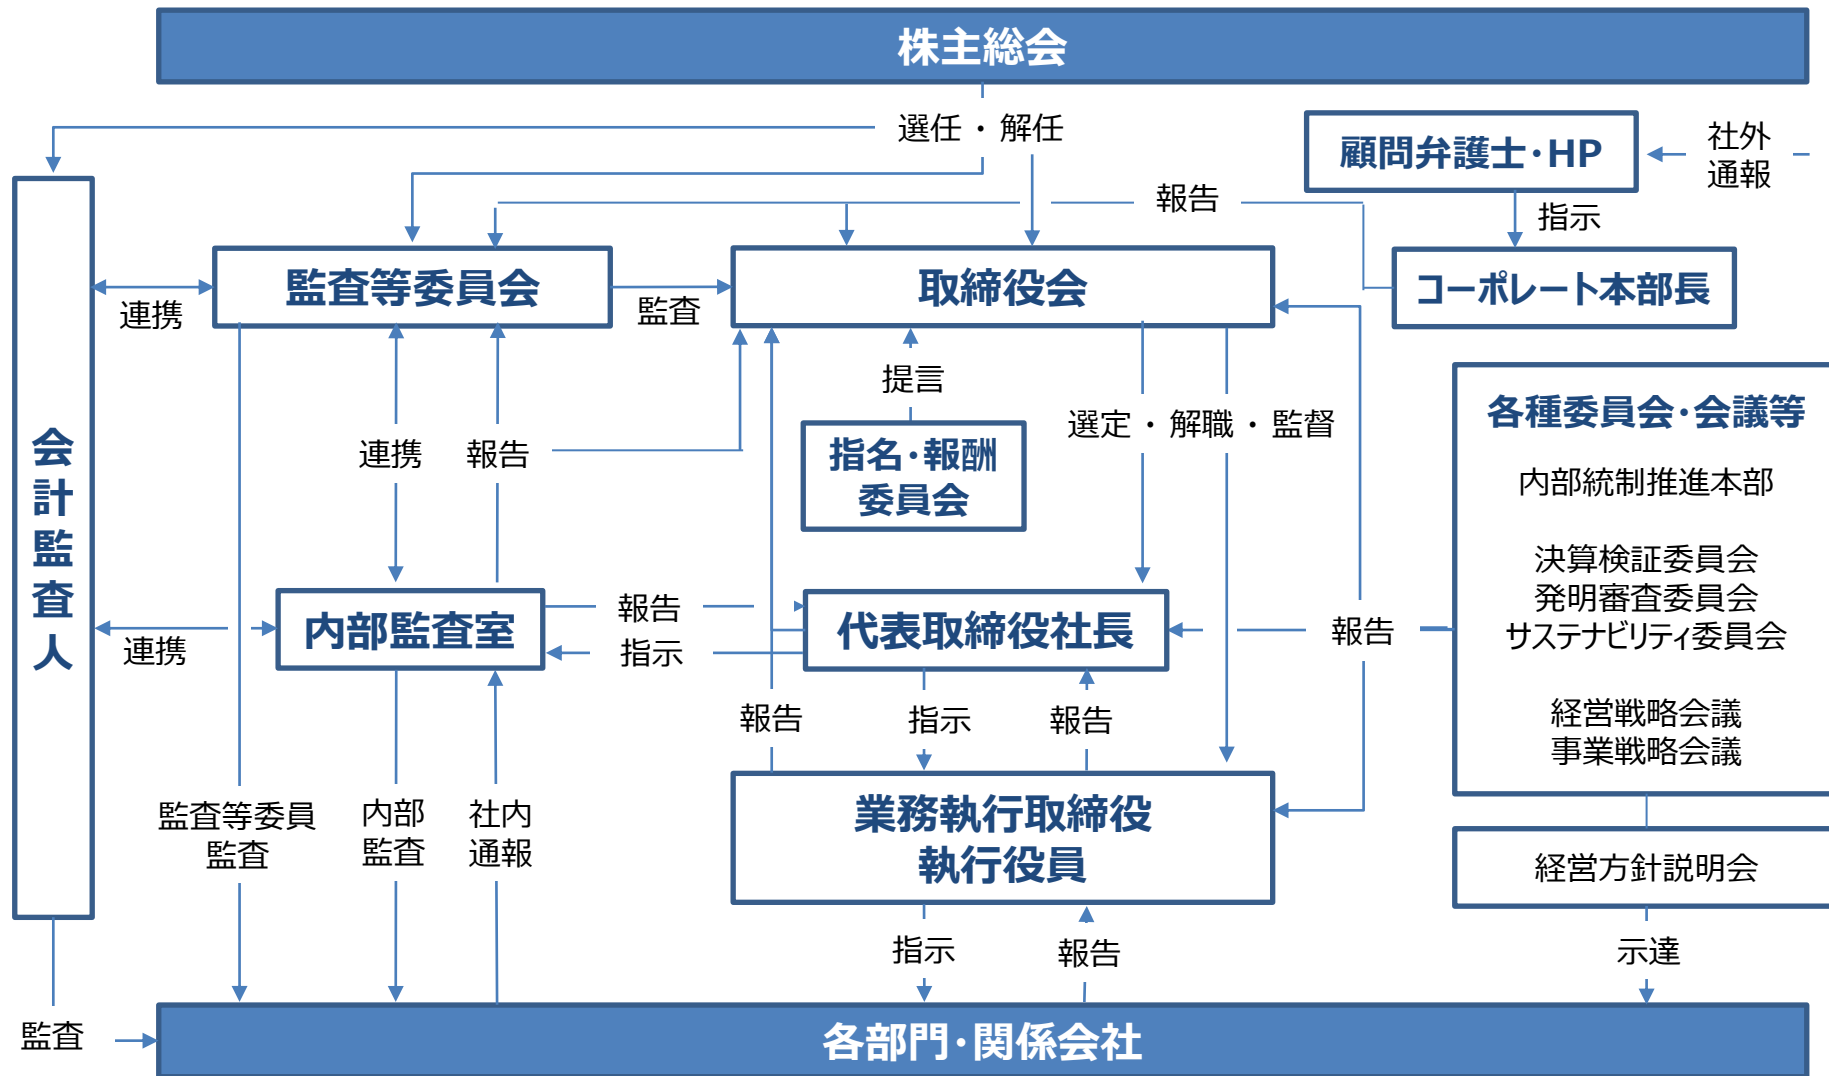 株主総会
選任・解任
顧問弁護士・HP
社外
通報
報告
指示
監査等委員会
取締役会
コーポレート本部長
連携
監査
提言
選定・解職・監督
各種委員会・会議等
会計監査人
連携
報告
指名・報酬
委員会
内部統制推進本部
決算検証委員会
発明審査委員会
サステナビリティ委員会
内部監査室
報告
指示
代表取締役社長
報告
連携
経営戦略会議
事業戦略会議
報告
指示
報告
監査等委員
監査
内部
監査
社内
通報
業務執行取締役
執行役員
経営方針説明会
指示
報告
示達
監査
各部門・関係会社